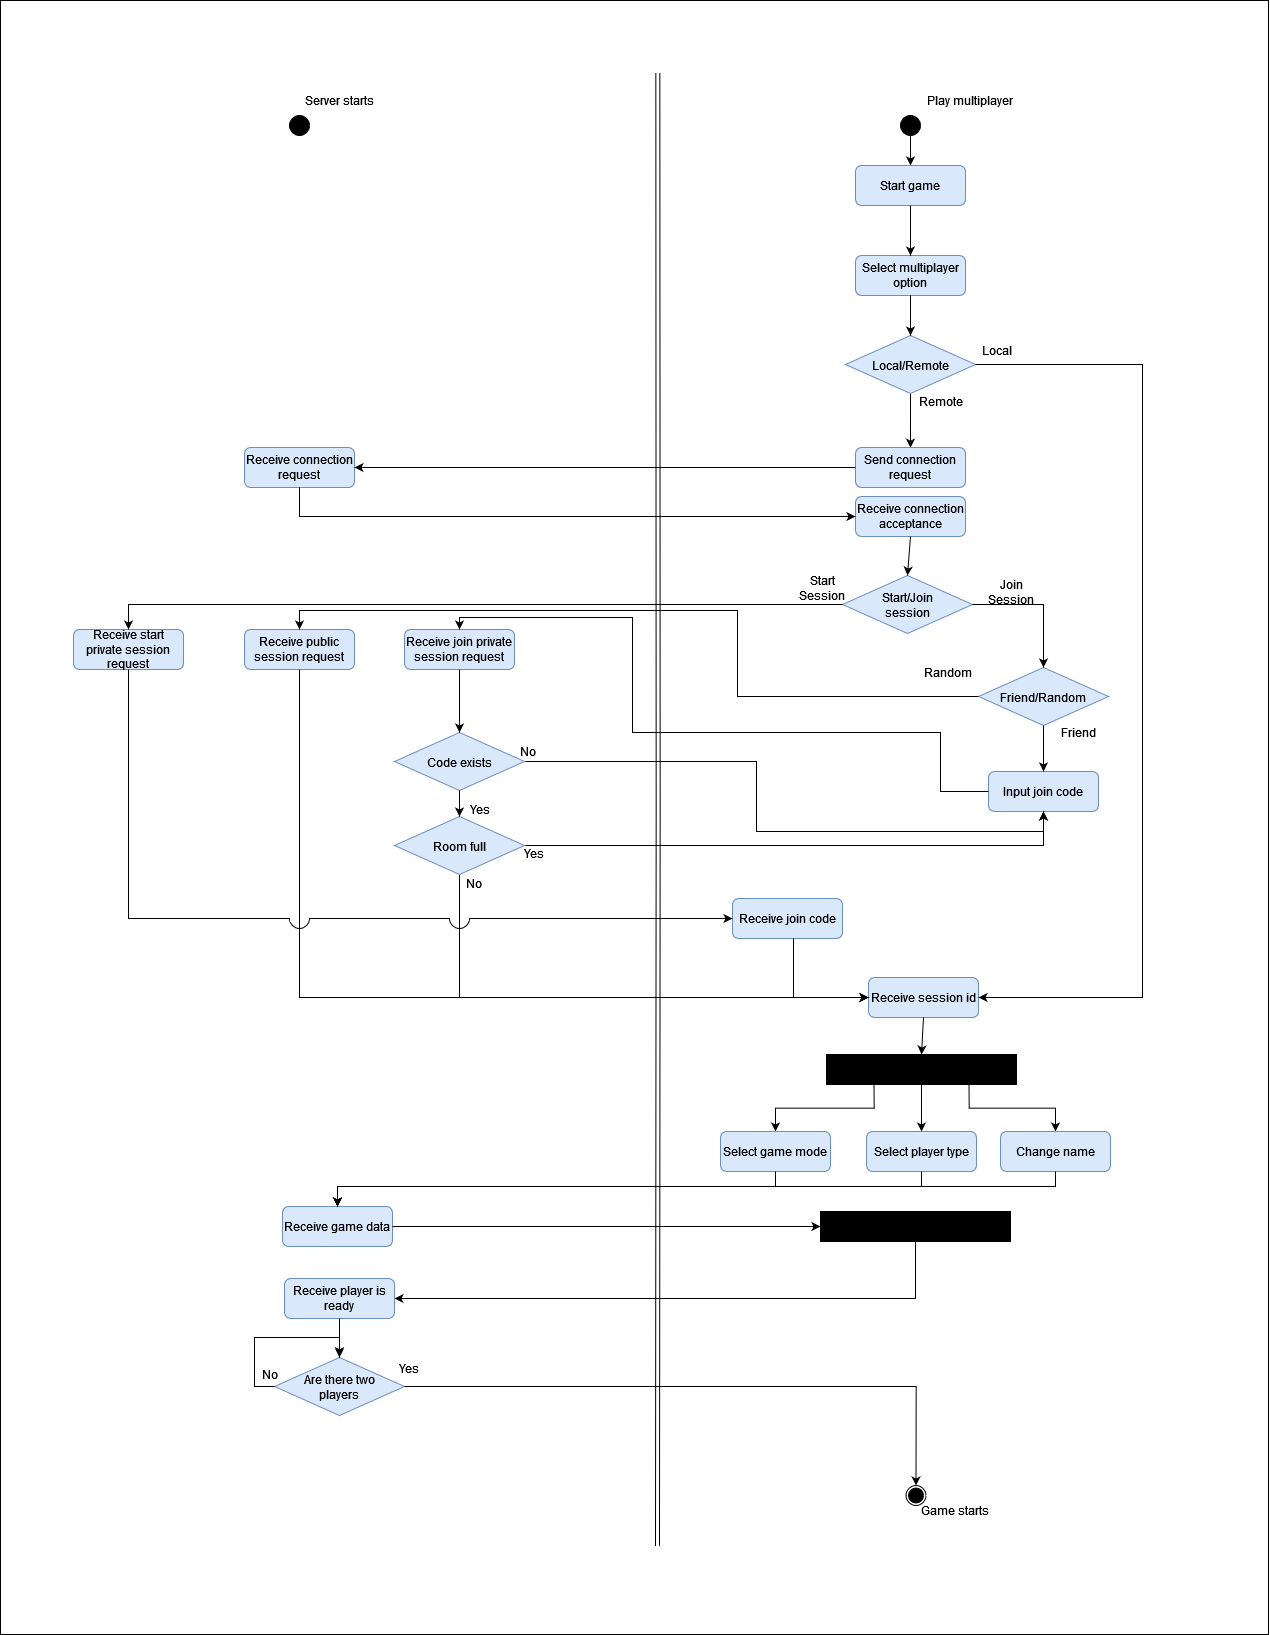 Server starts
Play multiplayer
Start game
Select multiplayer
option
Local/Remote
Local
Remote
Receive connection
request
Send connection
request
Receive connection
acceptance
Start
Session
Start/Join
session
Join
Session
Receive start
private session
request
Receive public
session request
Receive join private
session request
Random
Friend/Random
Friend
Code exists
No
Input join code
Yes
Room full
Yes
No
Receive join code
Receive session id
Select game mode
Select player type
Change name
Receive game data
Receive player is
ready
No
Are there two
players
Yes
Game starts